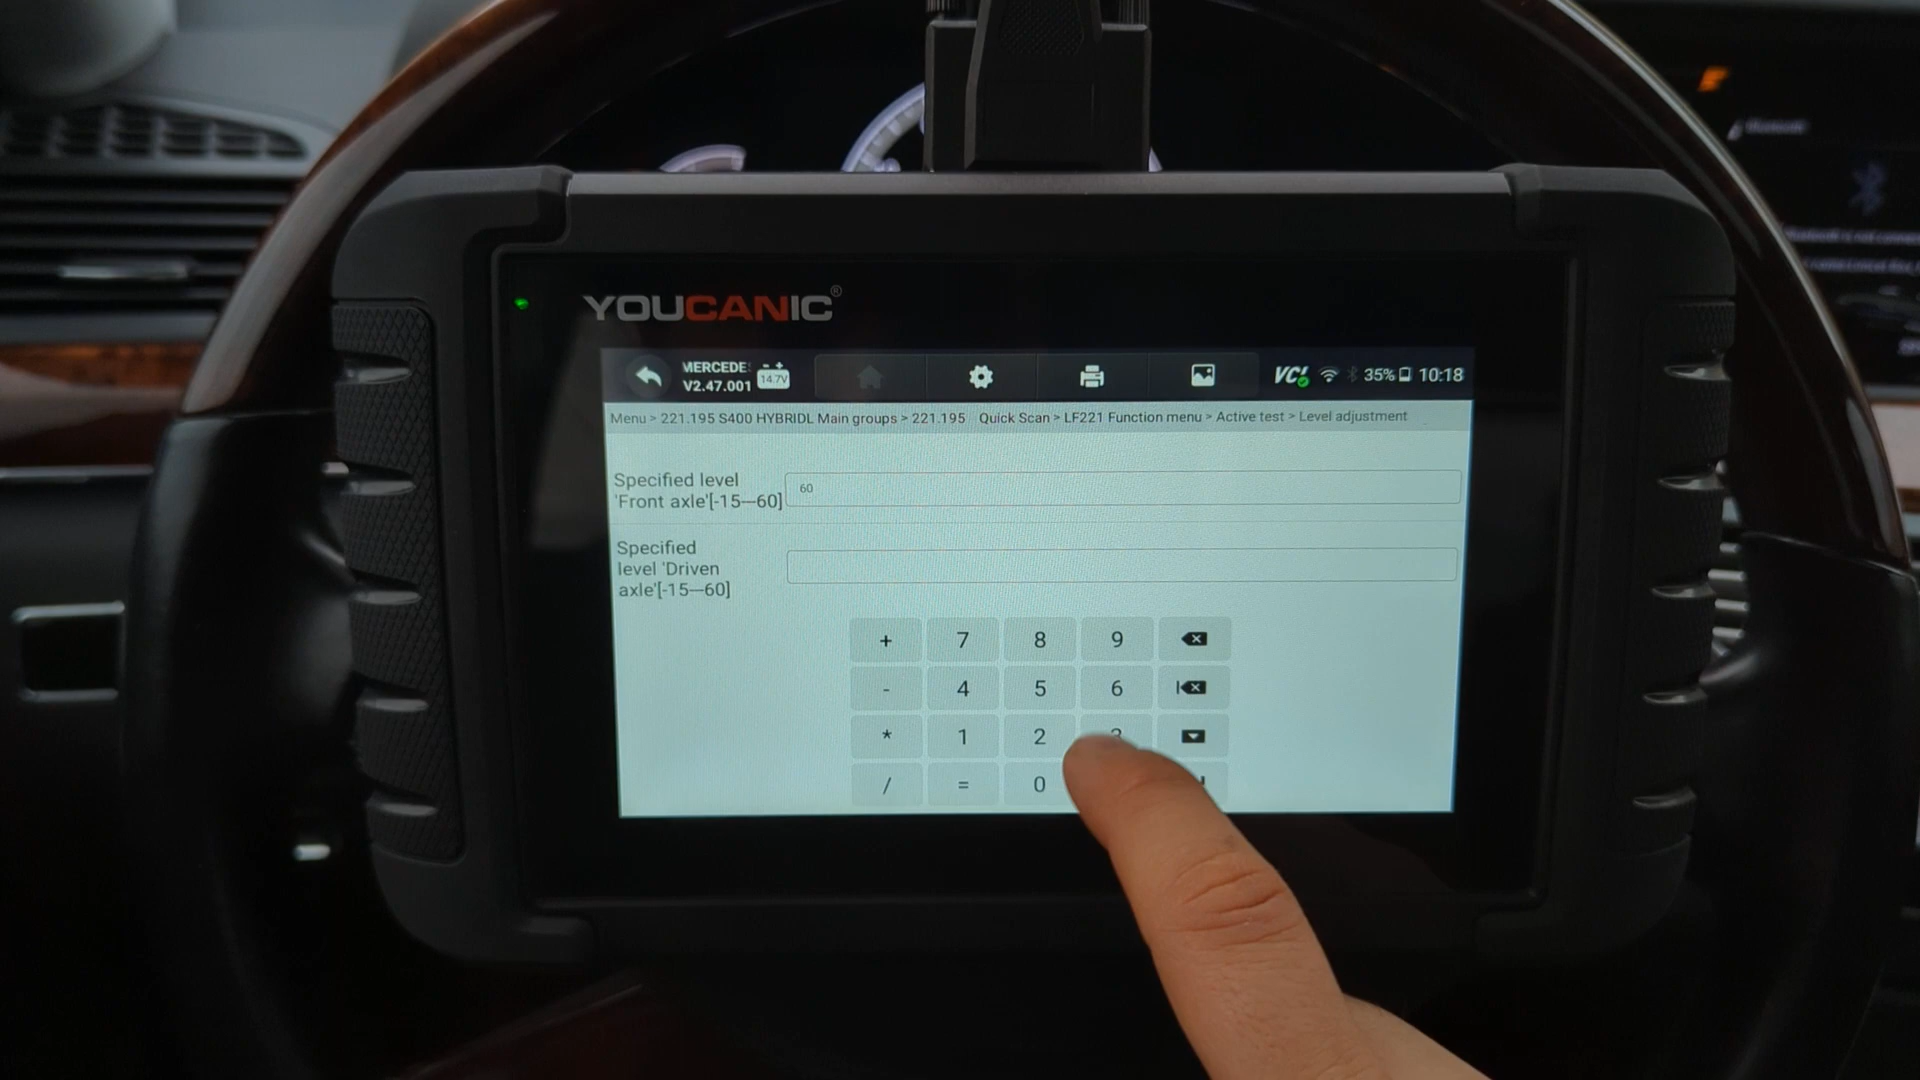 YOUCANIC®
MERCEDE
V2.47.001
14.7V
VCI
35%
10:18
Menu > 221.195 S400 HYBRIDL Main groups > 221.195 Quick Scan > LF221 Function menu > Active test > Level adjustment
Specified level
'Front axle'[-15—60]
60
Specified
level 'Driven
axle'[-15—60]
+ 7 8 9
- 4 5 6
* 1 2 3
/ = 0